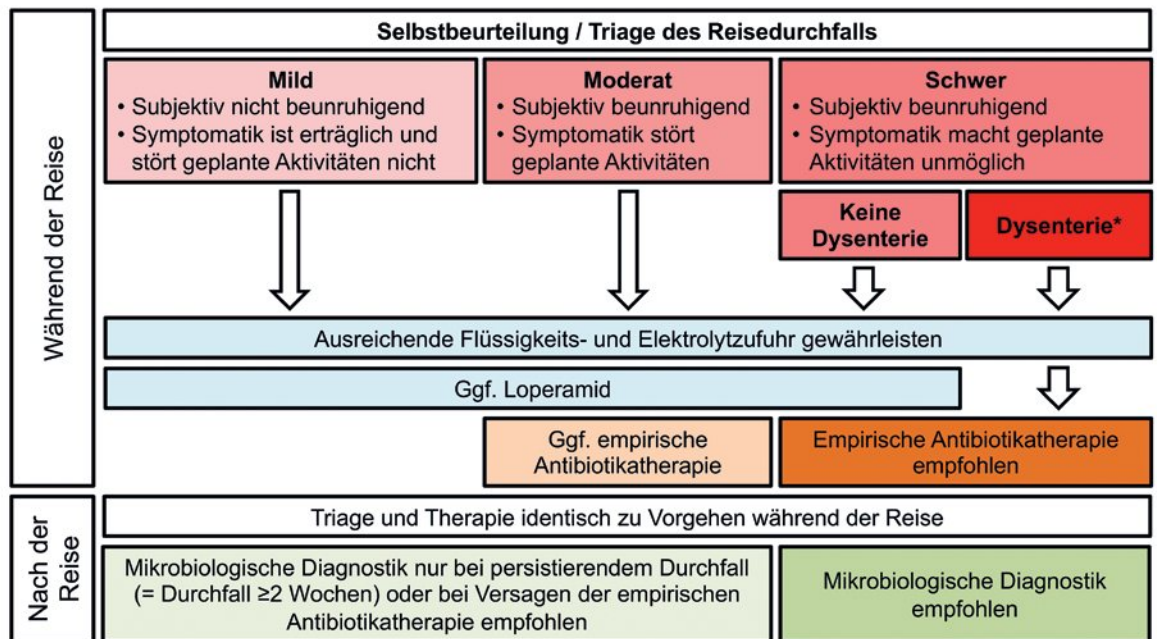 Während der Reise
Selbstbeurteilung / Triage des Reisedurchfalls
Mild
• Subjektiv nicht beunruhigend
• Symptomatik ist erträglich und
stört geplante Aktivitäten nicht
Moderat
• Subjektiv beunruhigend
• Symptomatik stört
geplante Aktivitäten
Schwer
• Subjektiv beunruhigend
• Symptomatik macht geplante
Aktivitäten unmöglich
Keine
Dysenterie
Dysenterie*
Ausreichende Flüssigkeits- und Elektrolytzufuhr gewährleisten
Ggf. Loperamid
Ggf. empirische
Antibiotikatherapie
Empirische Antibiotikatherapie
empfohlen
Nach der
Reise
Triage und Therapie identisch zu Vorgehen während der Reise
Mikrobiologische Diagnostik nur bei persistierendem Durchfall
(= Durchfall ≥2 Wochen) oder bei Versagen der empirischen
Antibiotikatherapie empfohlen
Mikrobiologische Diagnostik
empfohlen